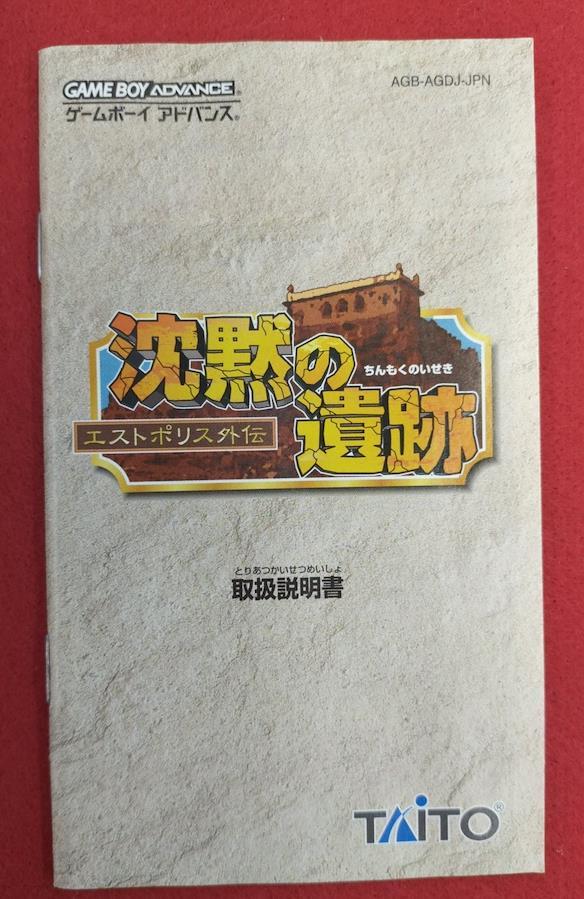 GAME BOY ADVANCE®
ゲームボーイ アドバンス®
AGB-AGDJ-JPN
沈黙の
ちんもくのいせき
エストポリス外伝
遺跡
とりあつかいせつめいしょ
取扱説明書
TAITO®